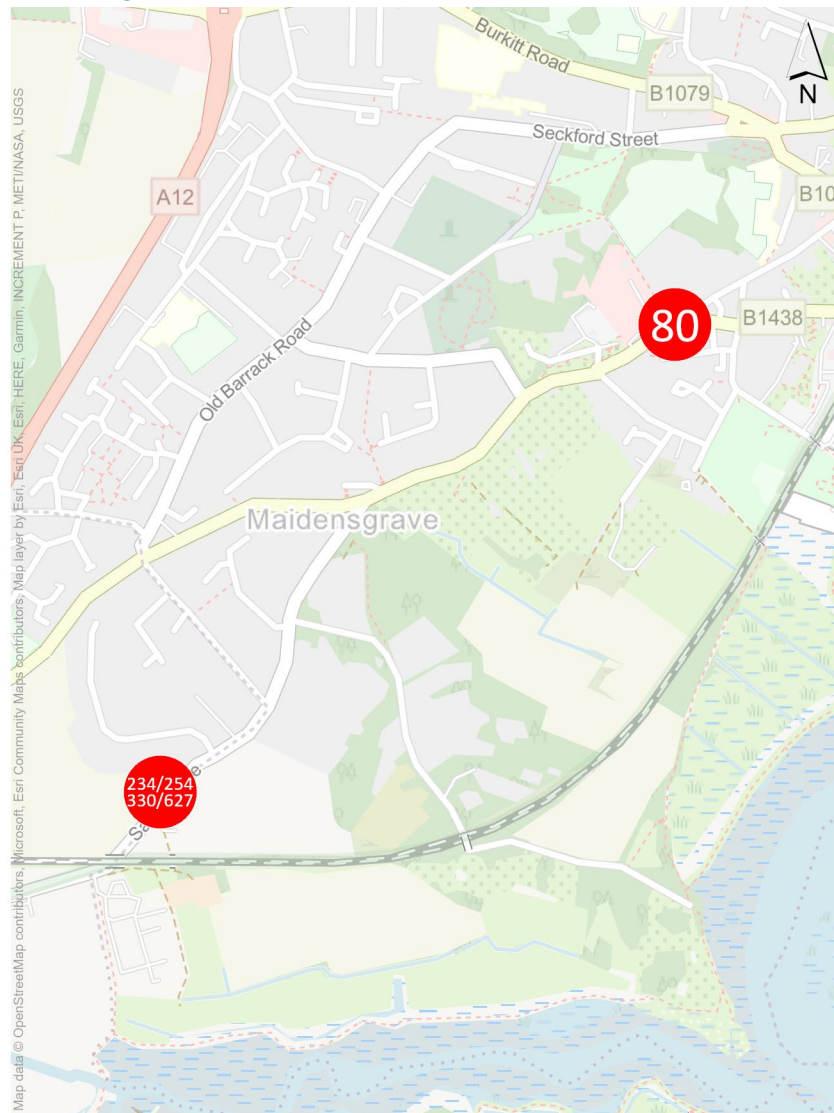 Burkitt Road
N
B1079
Seckford Street
A12
B10
80
B1438
Old Barrack Road
Maidensgrave
234/254
330/627
Map data © OpenStreetMap contributors, Microsoft, Esri Community Maps contributors, Map layer by Esri, Esri UK, Esri, HERE, Garmin, INCREMENT P, METI/NASA, USGS